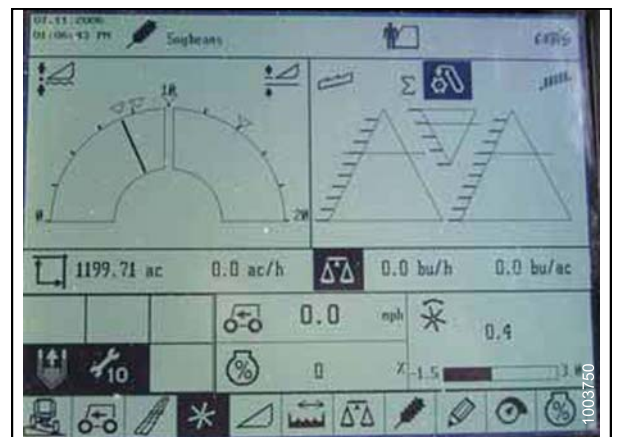 07.11.2006
01:06:43 PM
Soybeans
10
Σ
0
20
1199.71 ac
0.0 ac/h
0.0 bu/h
0.0 bu/ac
0.0 mph
0.4
10
%
0 %
-1.5
%
1003750